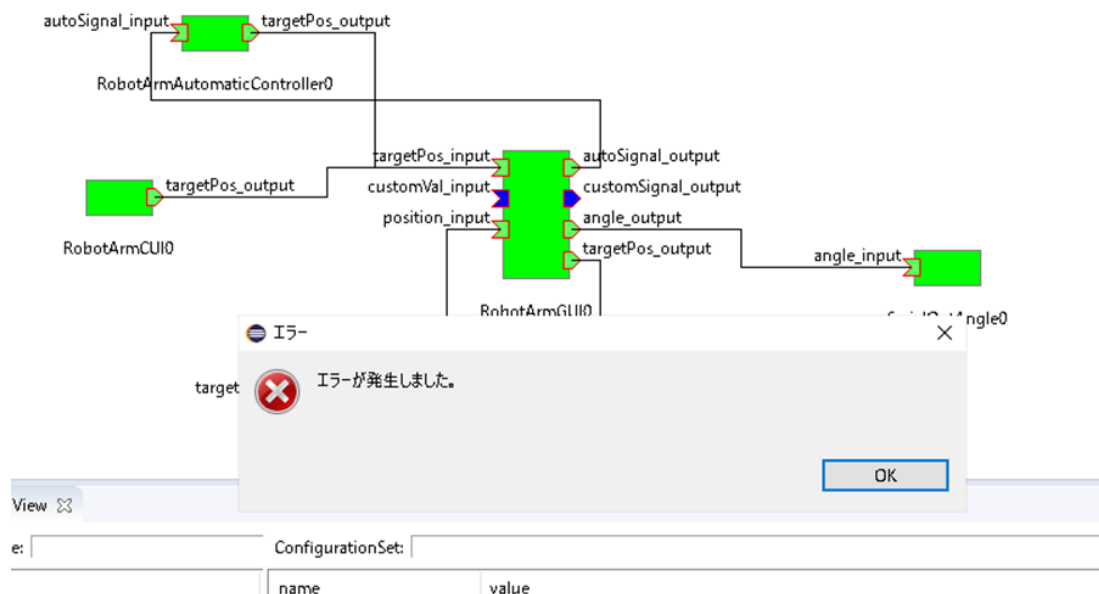 autoSignal_input
targetPos_output
RobotArmAutomaticController0
targetPos_input
autoSignal_output
customVal_input
customSignal_output
targetPos_output
position_input
angle_output
RobotArmCUI0
targetPos_output
angle_input
RobotArmGUI0
エラー
target
エラーが発生しました。
OK
View
e:
ConfigurationSet:
name
value